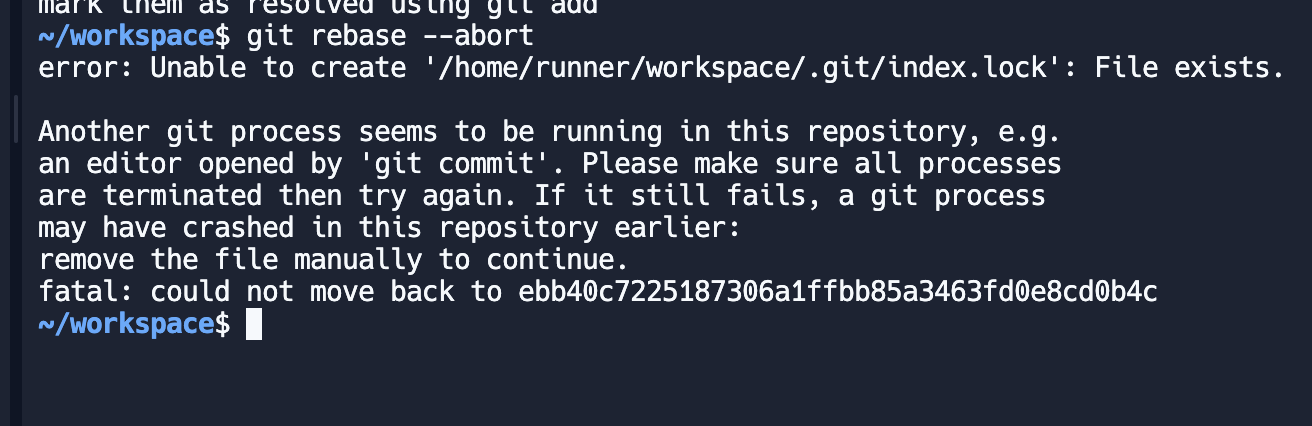 mark them as resolved using git add
~/workspace$ git rebase --abort
error: Unable to create '/home/runner/workspace/.git/index.lock': File exists.
Another git process seems to be running in this repository, e.g.
an editor opened by 'git commit'. Please make sure all processes
are terminated then try again. If it still fails, a git process
may have crashed in this repository earlier:
remove the file manually to continue.
fatal: could not move back to ebb40c7225187306a1ffbb85a3463fd0e8cd0b4c
~/workspace$